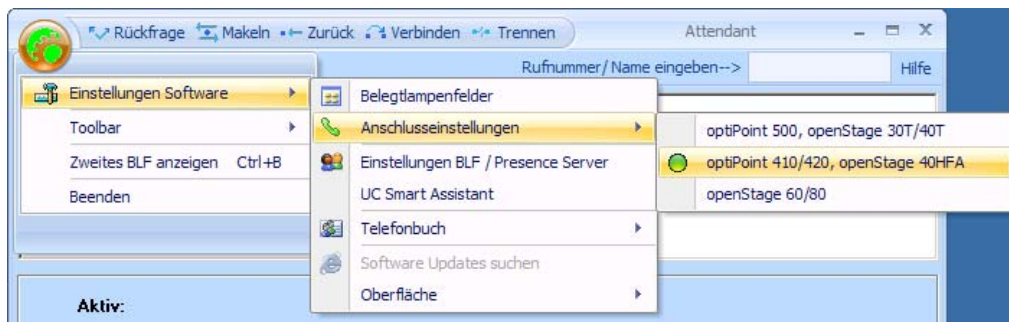 Rückfrage Makeln Zurück Verbinden Trennen Attendant
Rufnummer/ Name eingeben--> Hilfe
Einstellungen Software
Toolbar
Zweites BLF anzeigen Ctrl+B
Beenden
Belegtlampenfelder
Anschlusseinstellungen
Einstellungen BLF / Presence Server
UC Smart Assistant
Telefonbuch
Software Updates suchen
Oberfläche
optiPoint 500, openStage 30T/40T
optiPoint 410/420, openStage 40HFA
openStage 60/80
Aktiv: